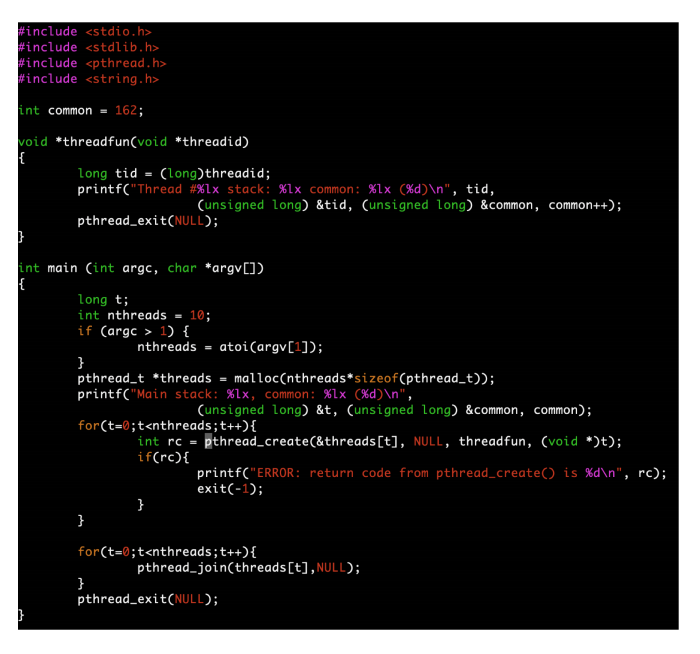 #include <stdio.h>
#include <stdlib.h>
#include <pthread.h>
#include <string.h>
int common = 162;
void *threadfun(void *threadid)
{
long tid = (long)threadid;
printf("Thread #%lx stack: %lx common: %lx (%d)\n", tid,
(unsigned long) &tid, (unsigned long) &common, common++);
pthread_exit(NULL);
}
int main (int argc, char *argv[])
{
long t;
int nthreads = 10;
if (argc > 1) {
nthreads = atoi(argv[1]);
}
pthread_t *threads = malloc(nthreads*sizeof(pthread_t));
printf("Main stack: %lx, common: %lx (%d)\n",
(unsigned long) &t, (unsigned long) &common, common);
for(t=0;t<nthreads;t++){
int rc = pthread_create(&threads[t], NULL, threadfun, (void *)t);
if(rc){
printf("ERROR: return code from pthread_create() is %d\n", rc);
exit(-1);
}
}
for(t=0;t<nthreads;t++){
pthread_join(threads[t],NULL);
}
pthread_exit(NULL);
}